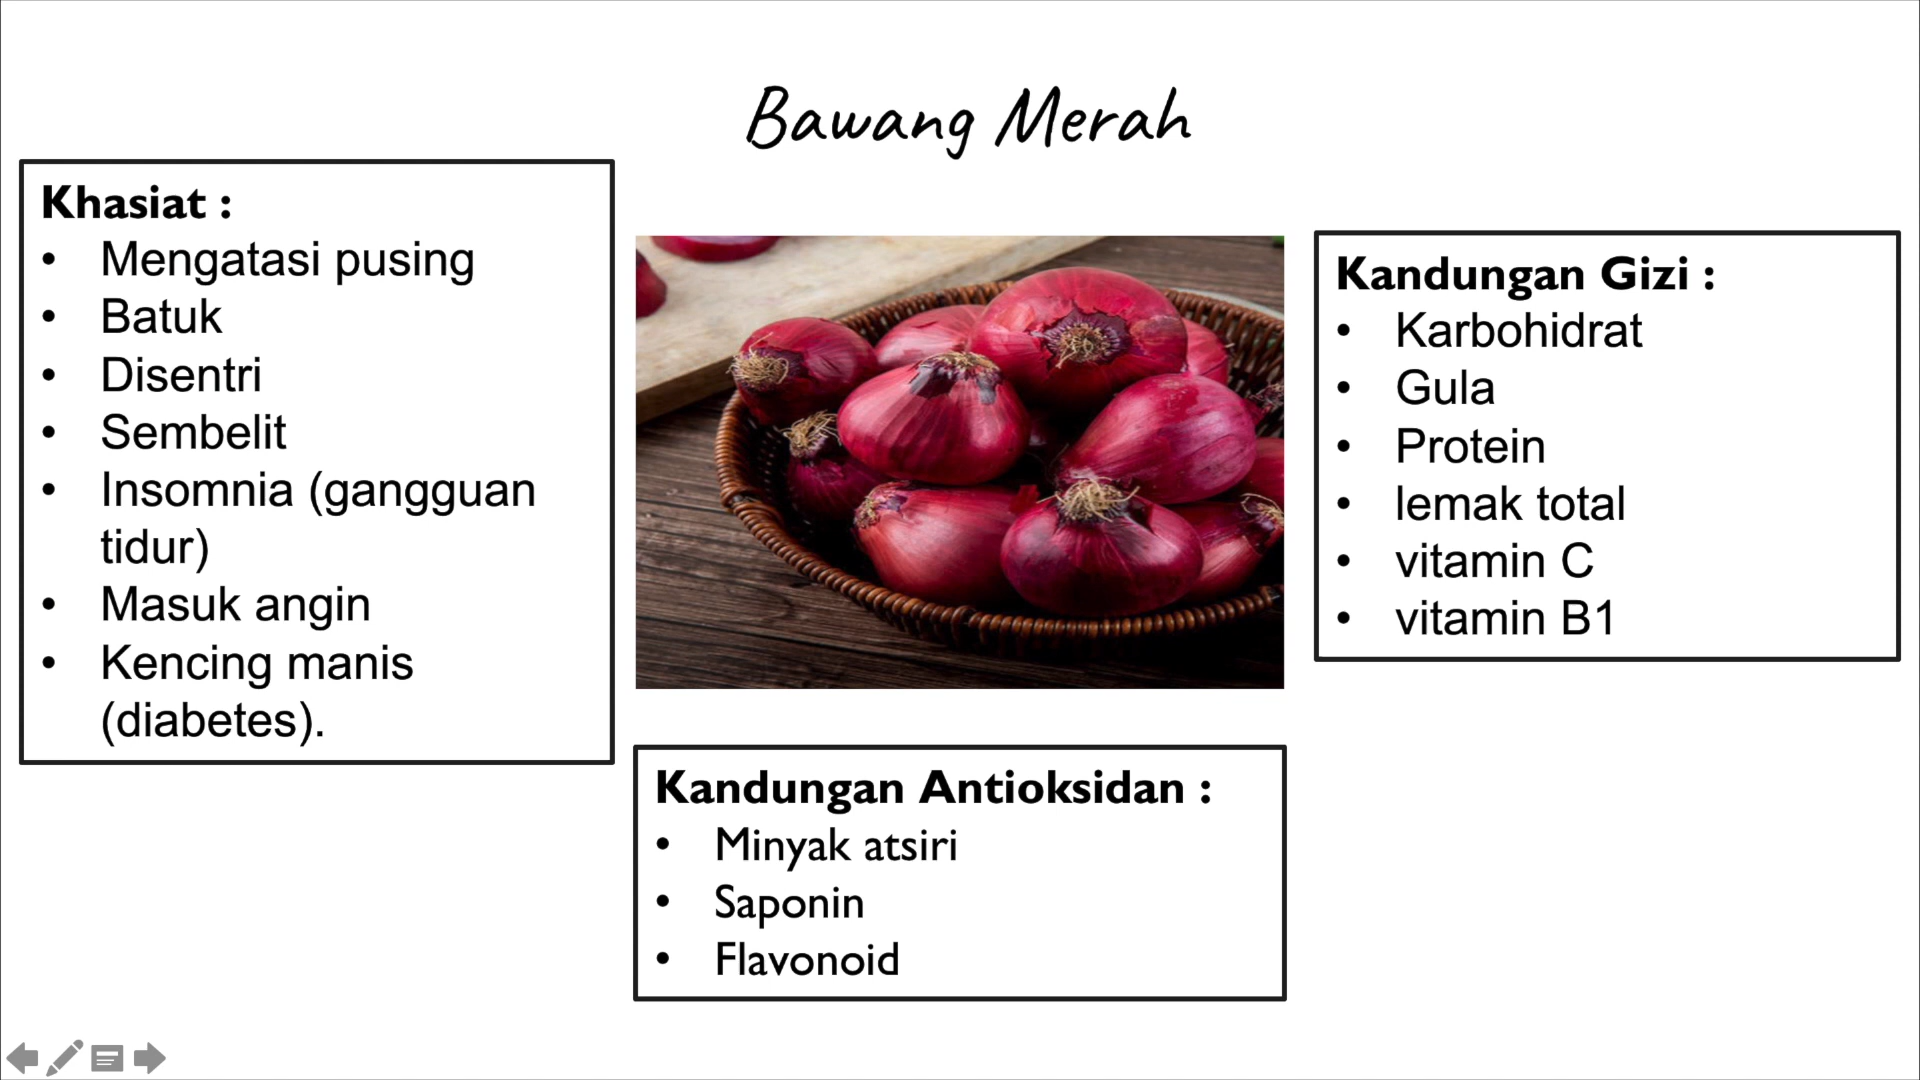 Bawang Merah
Khasiat :
• Mengatasi pusing
• Batuk
• Disentri
• Sembelit
• Insomnia (gangguan
tidur)
• Masuk angin
• Kencing manis
(diabetes).
Kandungan Gizi :
• Karbohidrat
• Gula
• Protein
• lemak total
• vitamin C
• vitamin B1
Kandungan Antioksidan :
• Minyak atsiri
• Saponin
• Flavonoid